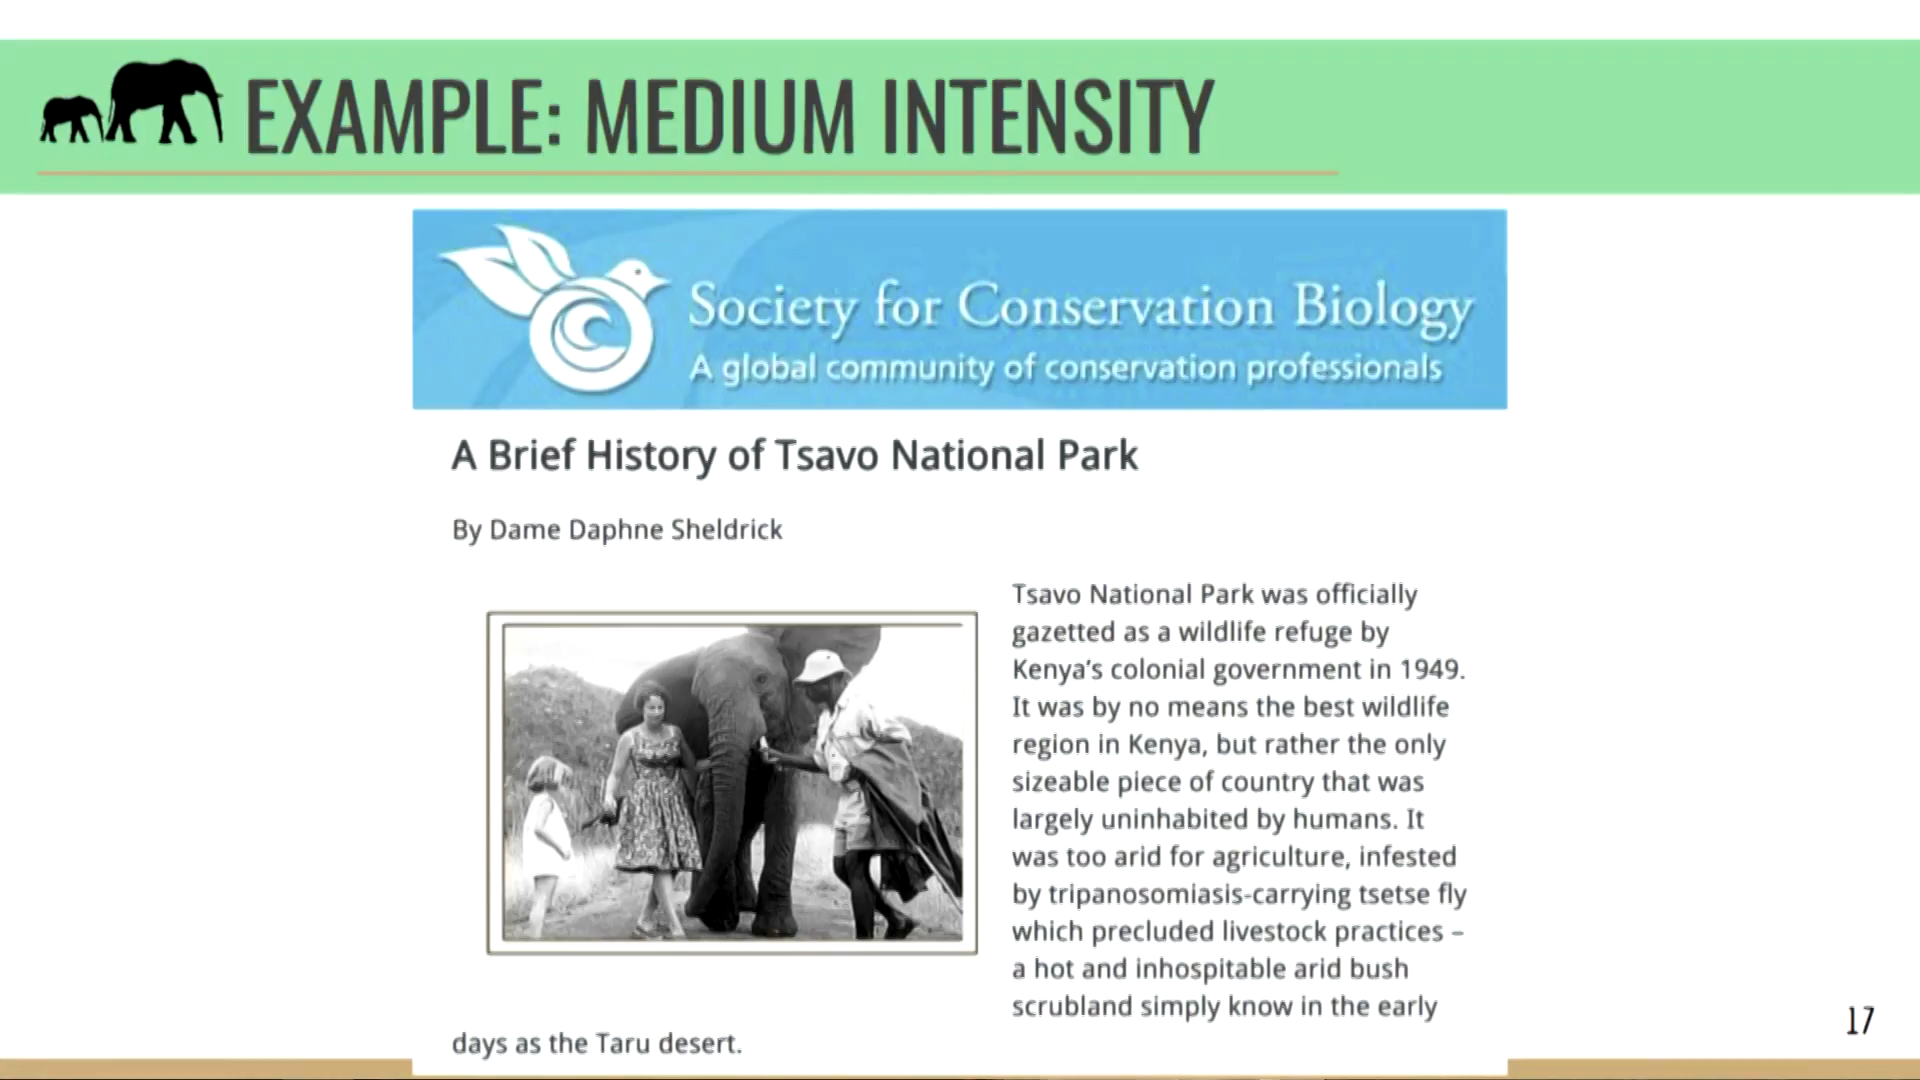 EXAMPLE: MEDIUM INTENSITY
Society for Conservation Biology
A global community of conservation professionals
A Brief History of Tsavo National Park
By Dame Daphne Sheldrick
Tsavo National Park was officially
gazetted as a wildlife refuge by
Kenya's colonial government in 1949.
It was by no means the best wildlife
region in Kenya, but rather the only
sizeable piece of country that was
largely uninhabited by humans. It
was too arid for agriculture, infested
by tripanosomiasis-carrying tsetse fly
which precluded livestock practices –
a hot and inhospitable arid bush
scrubland simply know in the early
days as the Taru desert.
17